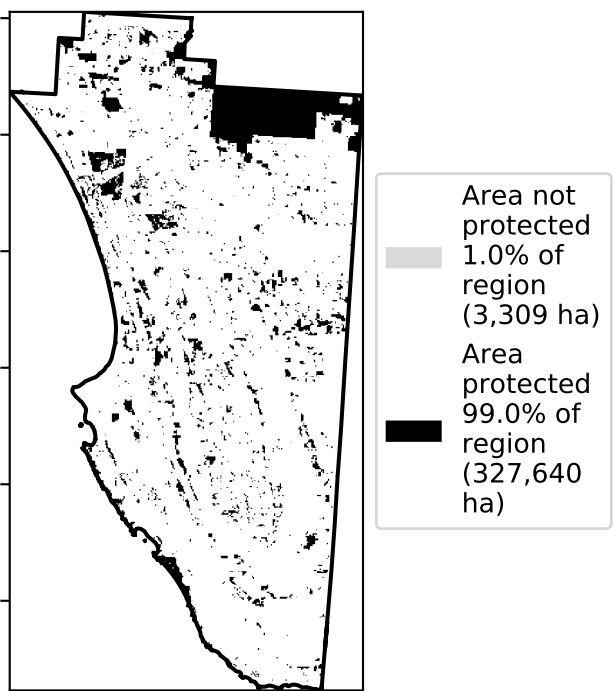 Area not
protected
1.0% of
region
(3,309 ha)
Area
protected
99.0% of
region
(327,640
ha)